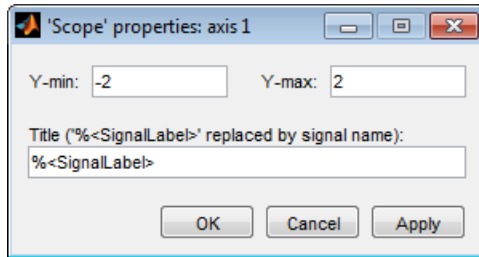 'Scope' properties: axis 1
Y-min: -2 Y-max: 2
Title ('%<SignalLabel>' replaced by signal name):
%<SignalLabel>
OK Cancel Apply